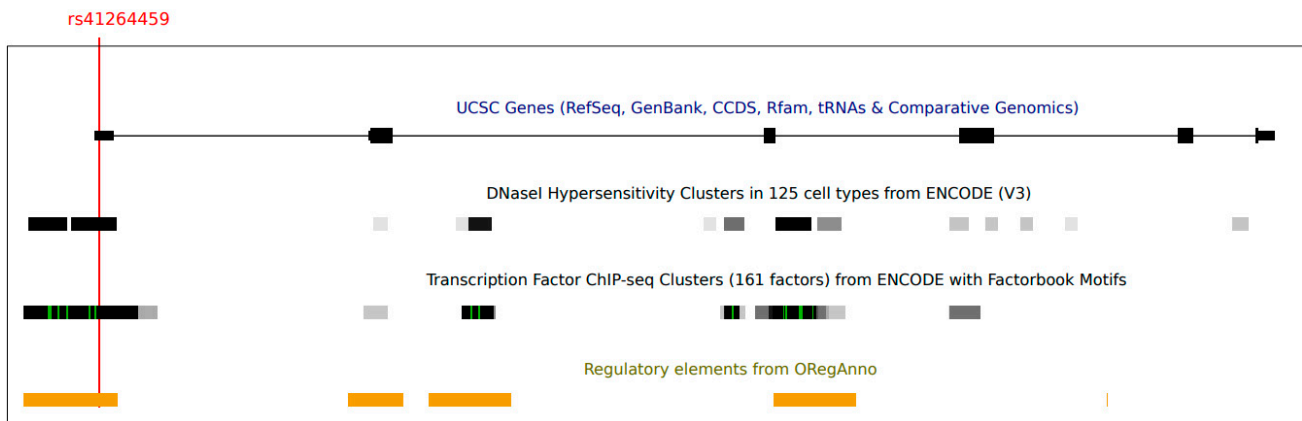 rs41264459
UCSC Genes (RefSeq, GenBank, CCDS, Rfam, tRNAs & Comparative Genomics)
DNaseI Hypersensitivity Clusters in 125 cell types from ENCODE (V3)
Transcription Factor ChIP-seq Clusters (161 factors) from ENCODE with Factorbook Motifs
Regulatory elements from ORegAnno